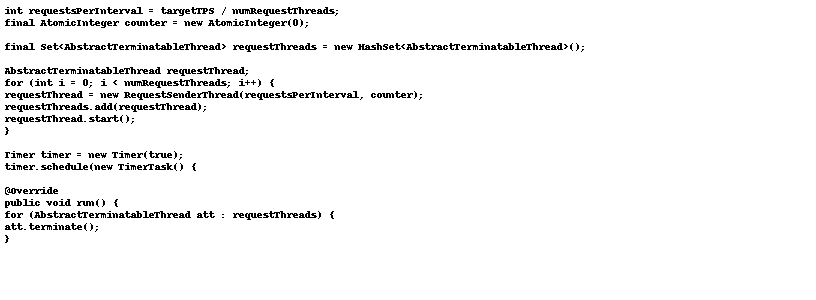 int requestsPerInterval = targetTPS / numRequestThreads;
final AtomicInteger counter = new AtomicInteger(0);
final Set<AbstractTerminatableThread> requestThreads = new HashSet<AbstractTerminatableThread>();
AbstractTerminatableThread requestThread;
for (int i = 0; i < numRequestThreads; i++) {
requestThread = new RequestSenderThread(requestsPerInterval, counter);
requestThreads.add(requestThread);
requestThread.start();
}
Timer timer = new Timer(true);
timer.schedule(new TimerTask() {
@Override
public void run() {
for (AbstractTerminatableThread att : requestThreads) {
att.terminate();
}